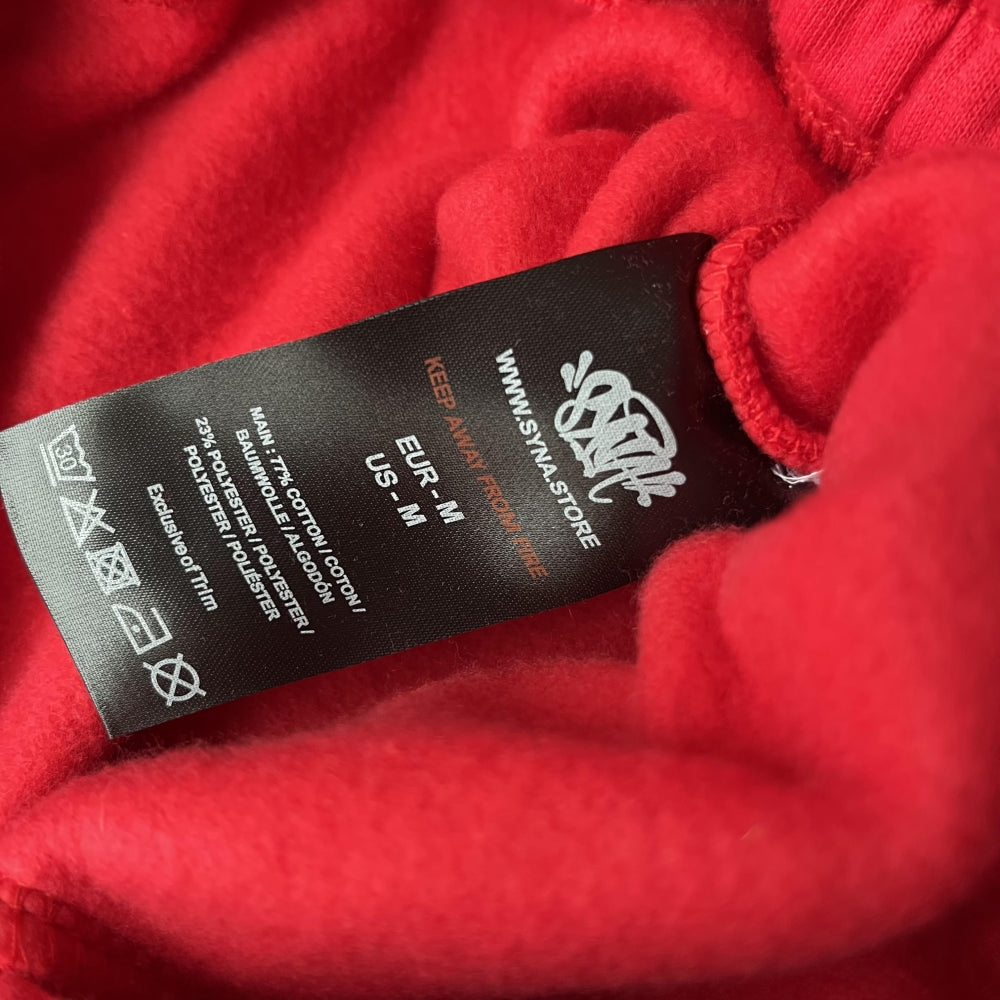 WWW.SYNA.STORE
KEEP AWAY FROM FIRE
EUR - M
US - M
MAIN : 77% COTTON / COTON /
BAUMWOLLE / ALGODÓN
23% POLYESTER / POLYESTER /
POLYESTER / POLIÉSTER
Exclusive of Trim
30